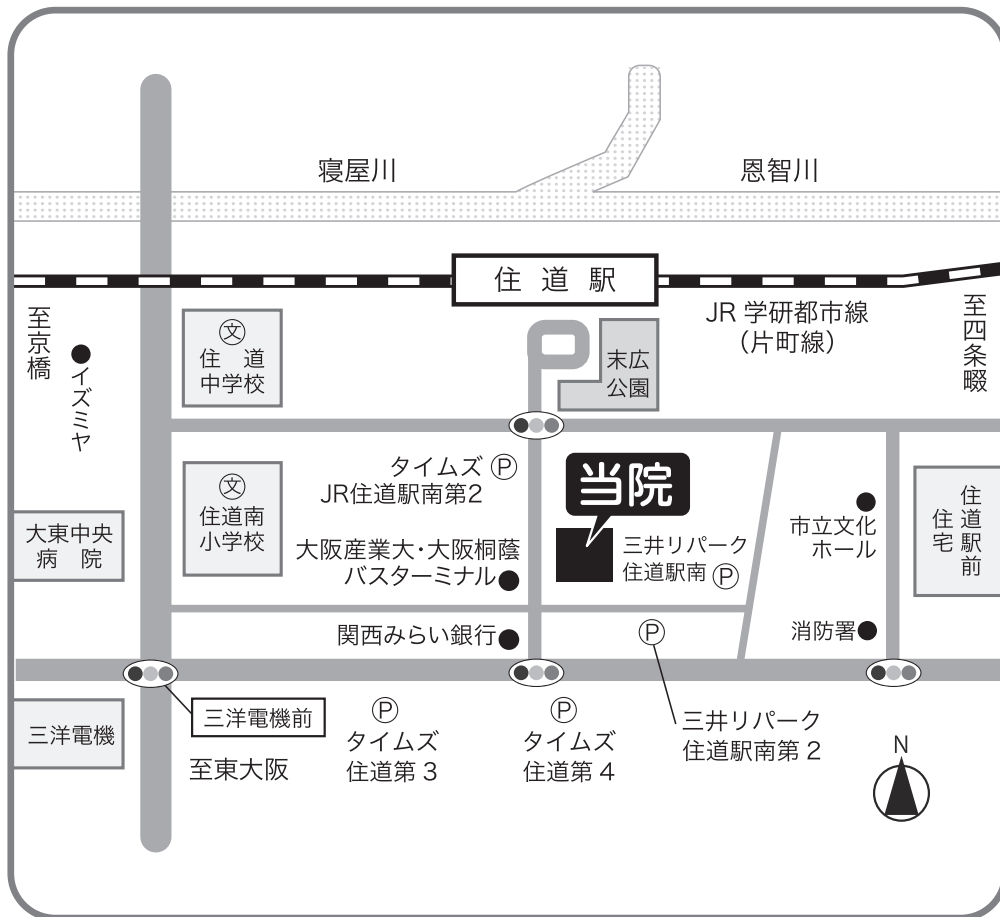 寝屋川
恩智川
住道駅
JR 学研都市線
（片町線）
至京橋
イズミヤ
至四条畷
文
住 道
中学校
末広
公園
タイムズ Ⓟ
JR住道駅南第2
当院
文
住道南
小学校
市立文化
ホール
住道駅前
住宅
大東中央
病 院
大阪産業大・大阪桐蔭
バスターミナル
三井リパーク
住道駅南 Ⓟ
関西みらい銀行
Ⓟ
消防署
三洋電機前
三洋電機
至東大阪
Ⓟ
タイムズ
住道第 3
Ⓟ
タイムズ
住道第 4
三井リパーク
住道駅南第 2
N